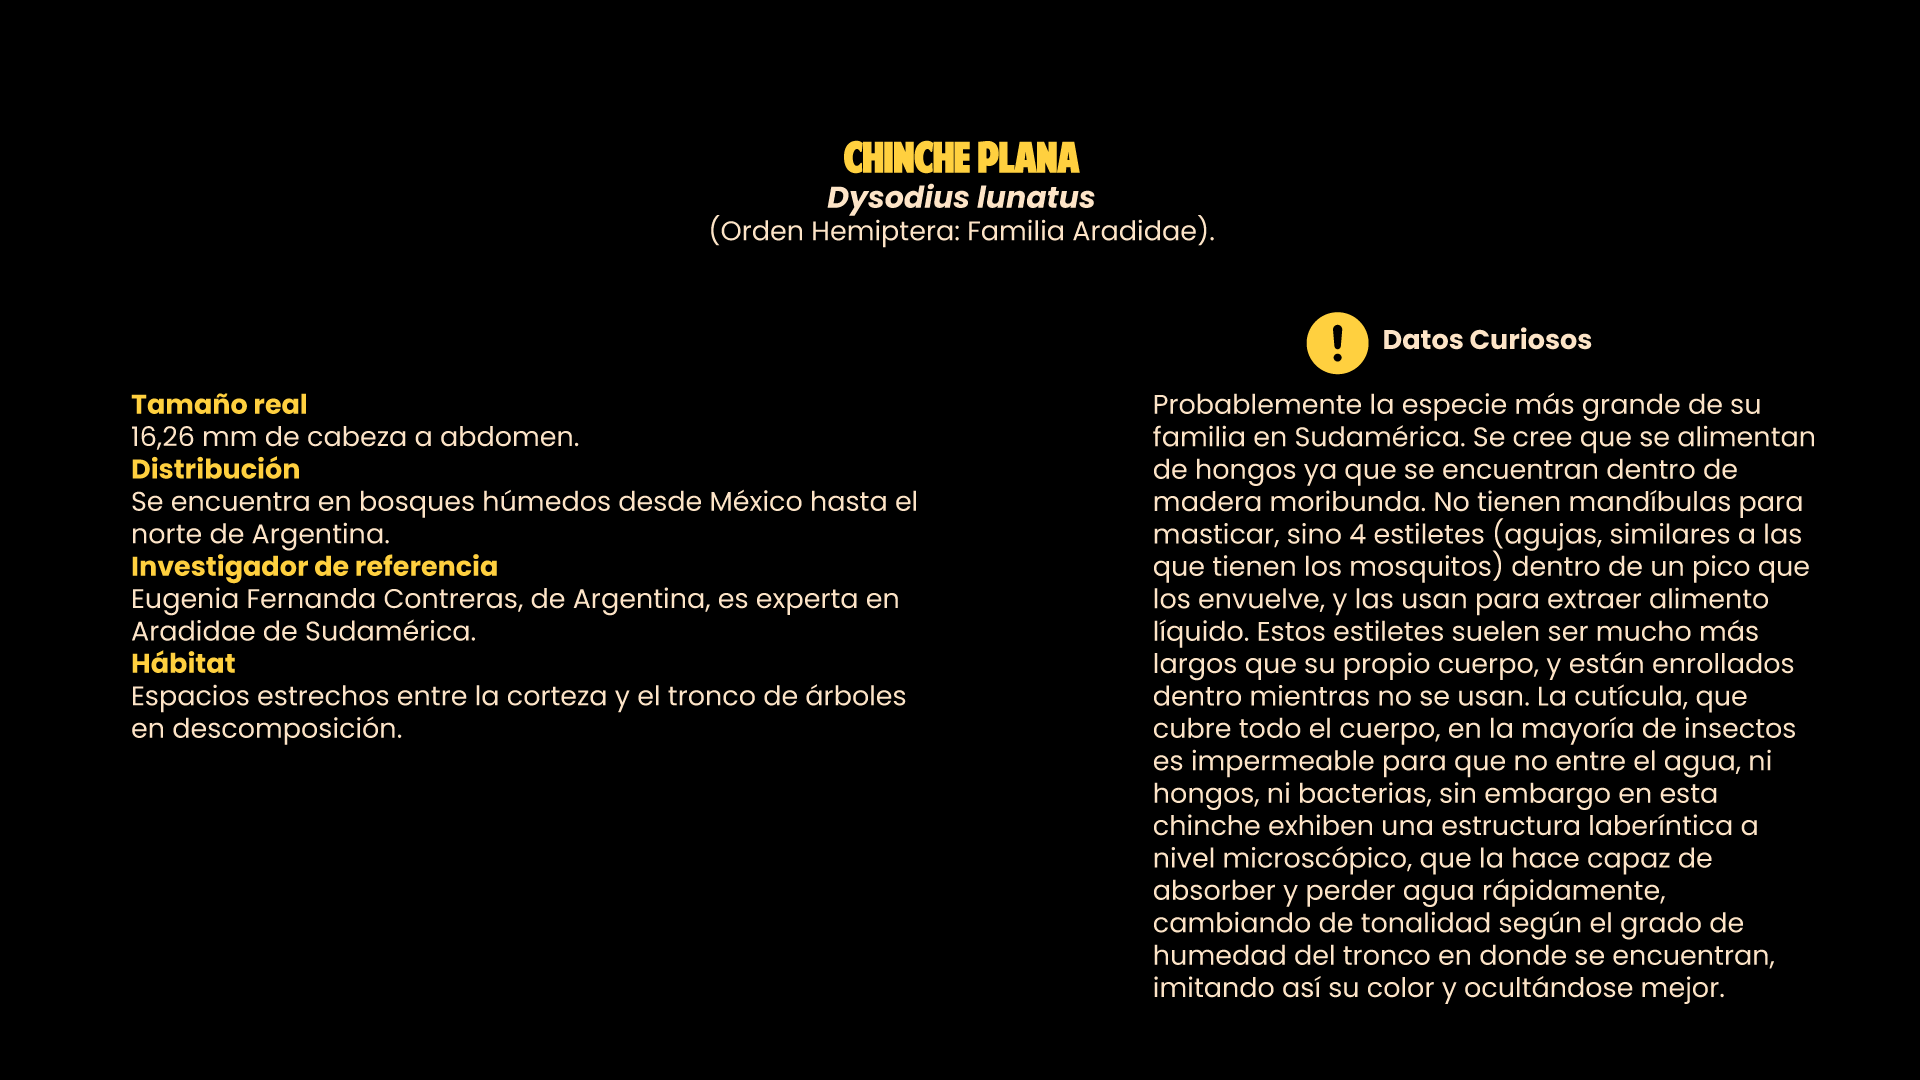 CHINCHE PLANA
Dysodius lunatus
(Orden Hemiptera: Familia Aradidae).
Tamaño real
16,26 mm de cabeza a abdomen.
Distribución
Se encuentra en bosques húmedos desde México hasta el
norte de Argentina.
Investigador de referencia
Eugenia Fernanda Contreras, de Argentina, es experta en
Aradidae de Sudamérica.
Hábitat
Espacios estrechos entre la corteza y el tronco de árboles
en descomposición.
! Datos Curiosos
Probablemente la especie más grande de su
familia en Sudamérica. Se cree que se alimentan
de hongos ya que se encuentran dentro de
madera moribunda. No tienen mandíbulas para
masticar, sino 4 estiletes (agujas, similares a las
que tienen los mosquitos) dentro de un pico que
los envuelve, y las usan para extraer alimento
líquido. Estos estiletes suelen ser mucho más
largos que su propio cuerpo, y están enrollados
dentro mientras no se usan. La cutícula, que
cubre todo el cuerpo, en la mayoría de insectos
es impermeable para que no entre el agua, ni
hongos, ni bacterias, sin embargo en esta
chinche exhiben una estructura laberíntica a
nivel microscópico, que la hace capaz de
absorber y perder agua rápidamente,
cambiando de tonalidad según el grado de
humedad del tronco en donde se encuentran,
imitando así su color y ocultándose mejor.